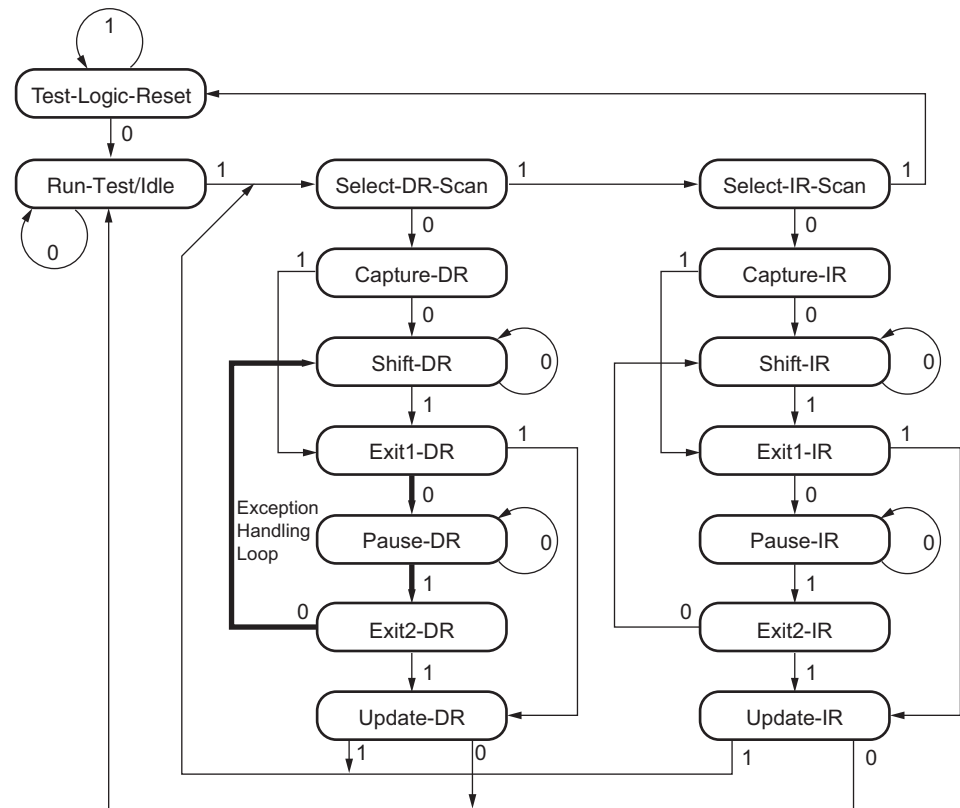 1
Test-Logic-Reset
0
Run-Test/Idle
1
Select-DR-Scan
1
Select-IR-Scan
1
0
0
0
1
Capture-DR
1
Capture-IR
0
0
Shift-DR
0
Shift-IR
0
1
1
Exit1-DR
1
Exit1-IR
1
0
0
Exception
Handling
Loop
Pause-DR
0
Pause-IR
0
1
1
0
Exit2-DR
0
Exit2-IR
1
1
Update-DR
Update-IR
1
0
1
0